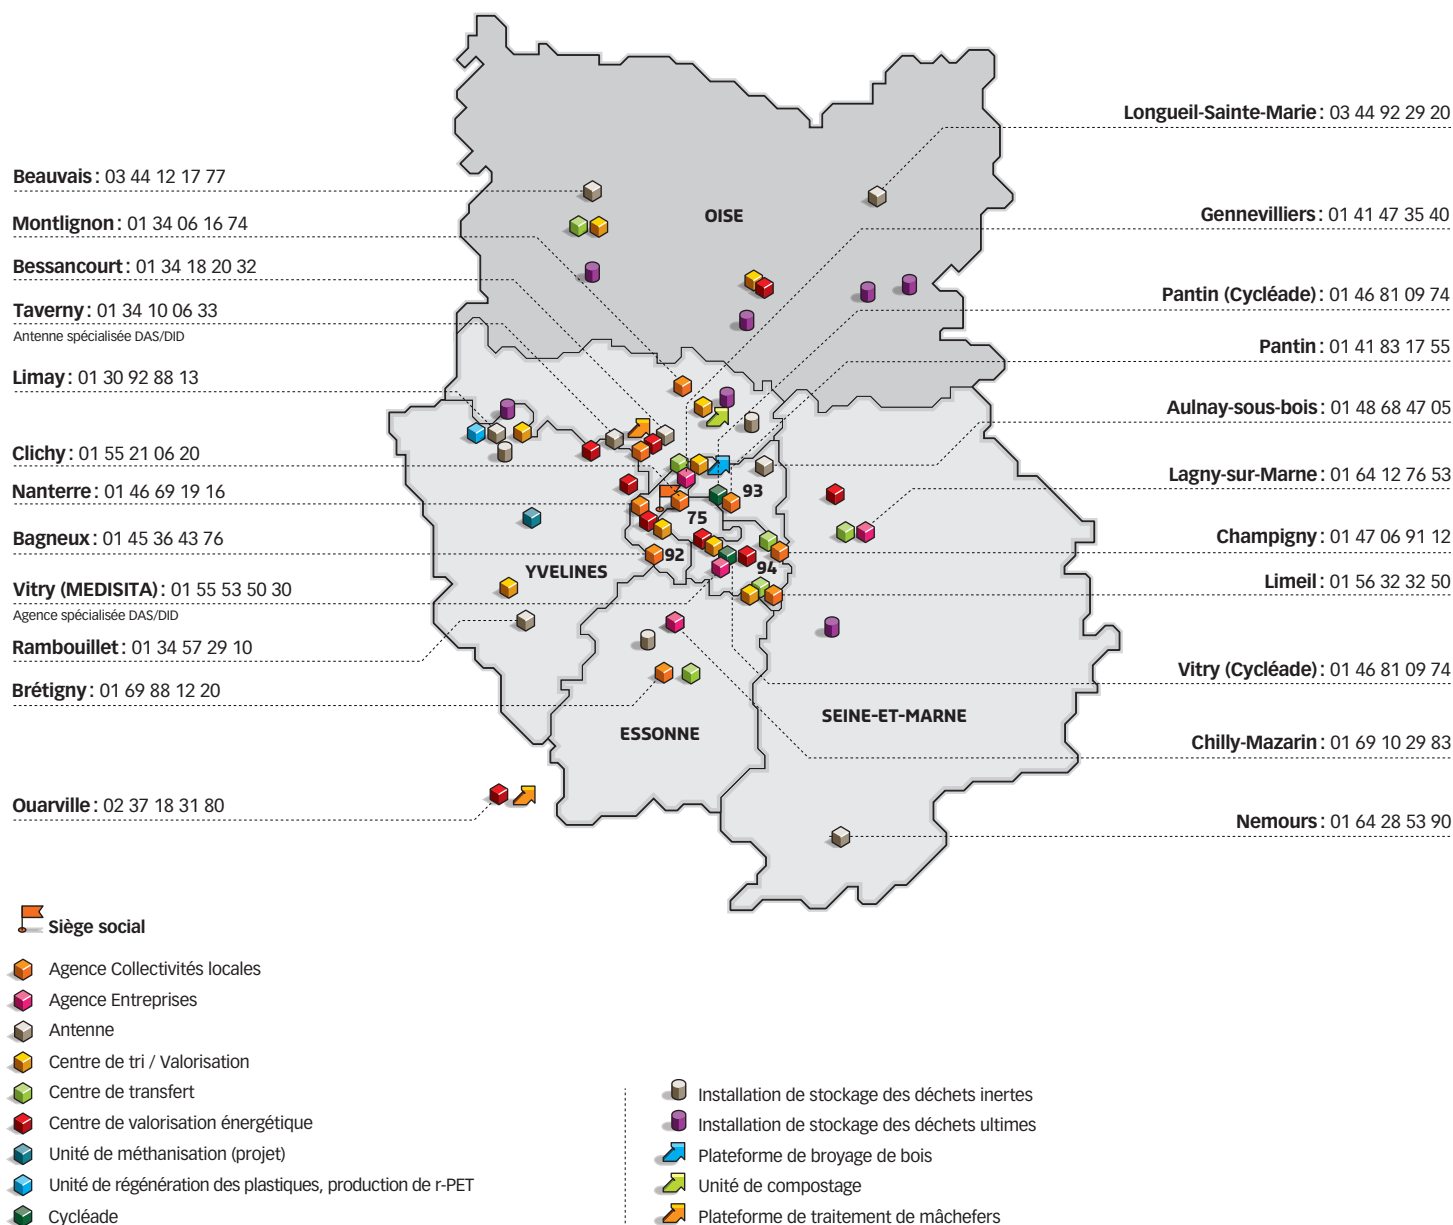 Beauvais : 03 44 12 17 77
Montlignon : 01 34 06 16 74
Bessancourt : 01 34 18 20 32
Taverny : 01 34 10 06 33
Antenne spécialisée DAS/DID
Limay : 01 30 92 88 13
Clichy : 01 55 21 06 20
Nanterre : 01 46 69 19 16
Bagneux : 01 45 36 43 76
Vitry (MEDISITA) : 01 55 53 50 30
Agence spécialisée DAS/DID
Rambouillet : 01 34 57 29 10
Brétigny : 01 69 88 12 20
Ouarville : 02 37 18 31 80
OISE
93
75
92
94
YVELINES
ESSONNE
SEINE-ET-MARNE
Longueil-Sainte-Marie : 03 44 92 29 20
Gennevilliers : 01 41 47 35 40
Pantin (Cycléade) : 01 46 81 09 74
Pantin : 01 41 83 17 55
Aulnay-sous-bois : 01 48 68 47 05
Lagny-sur-Marne : 01 64 12 76 53
Champigny : 01 47 06 91 12
Limeil : 01 56 32 32 50
Vitry (Cycléade) : 01 46 81 09 74
Chilly-Mazarin : 01 69 10 29 83
Nemours : 01 64 28 53 90
Siège social
Agence Collectivités locales
Agence Entreprises
Antenne
Centre de tri / Valorisation
Centre de transfert
Centre de valorisation énergétique
Unité de méthanisation (projet)
Unité de régénération des plastiques, production de r-PET
Cycléade
Installation de stockage des déchets inertes
Installation de stockage des déchets ultimes
Plateforme de broyage de bois
Unité de compostage
Plateforme de traitement de mâchefers